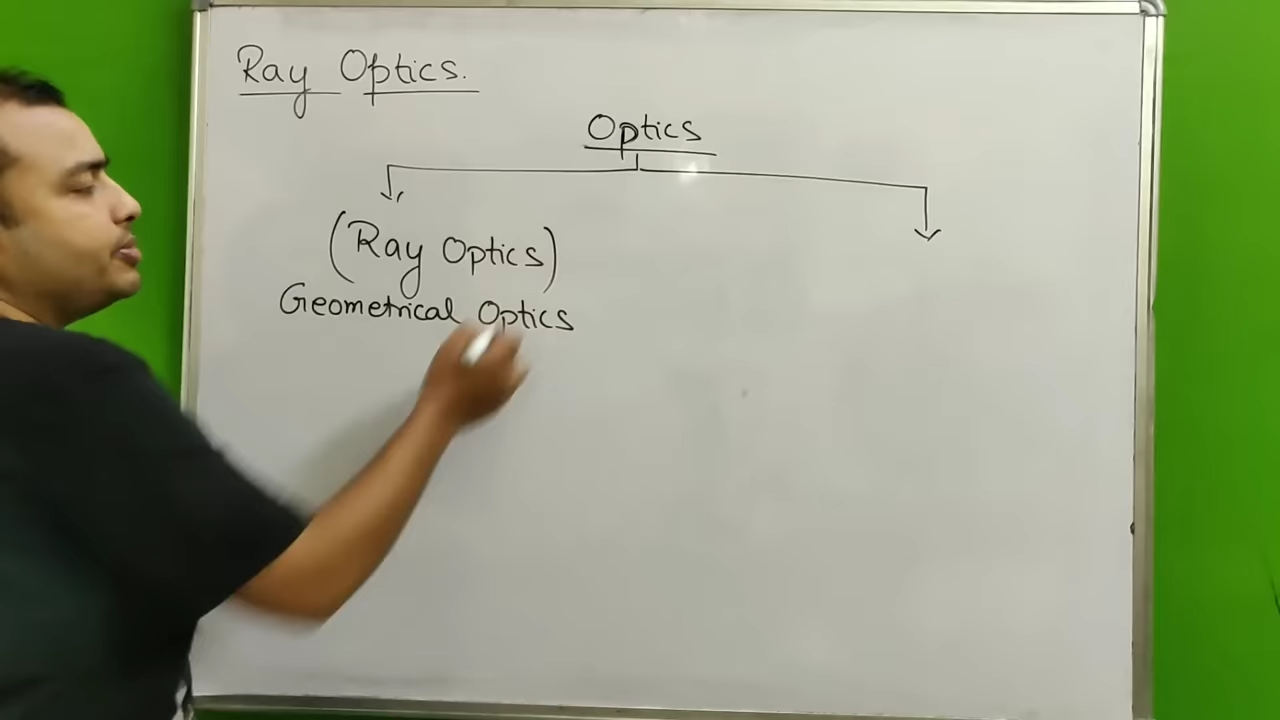 Ray Optics.
Optics
(Ray Optics)
Geometrical Optics